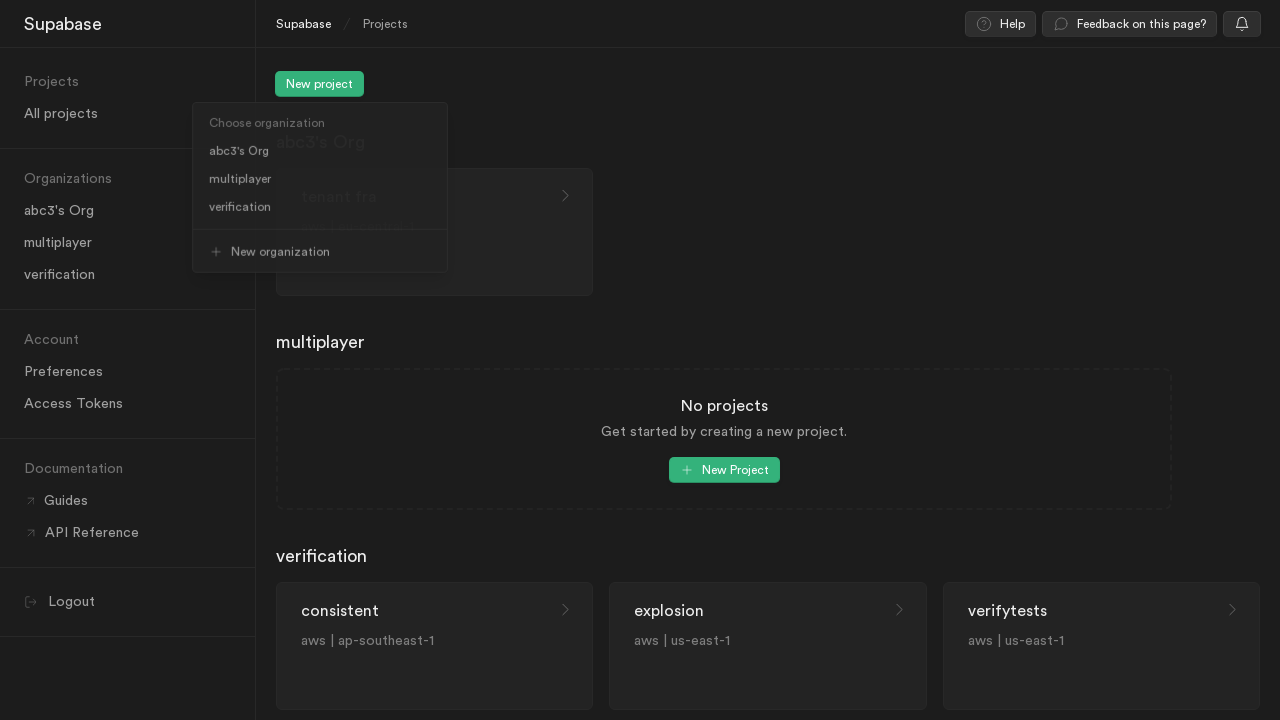 Supabase
Supabase / Projects
Help
Feedback on this page?
Projects
All projects
Organizations
abc3's Org
multiplayer
verification
Account
Preferences
Access Tokens
Documentation
Guides
API Reference
Logout
New project
Choose organization
abc3's Org
multiplayer
verification
New organization
abc3's Org
tenant fra
multiplayer
No projects
Get started by creating a new project.
New Project
verification
consistent
aws | ap-southeast-1
explosion
aws | us-east-1
verifytests
aws | us-east-1